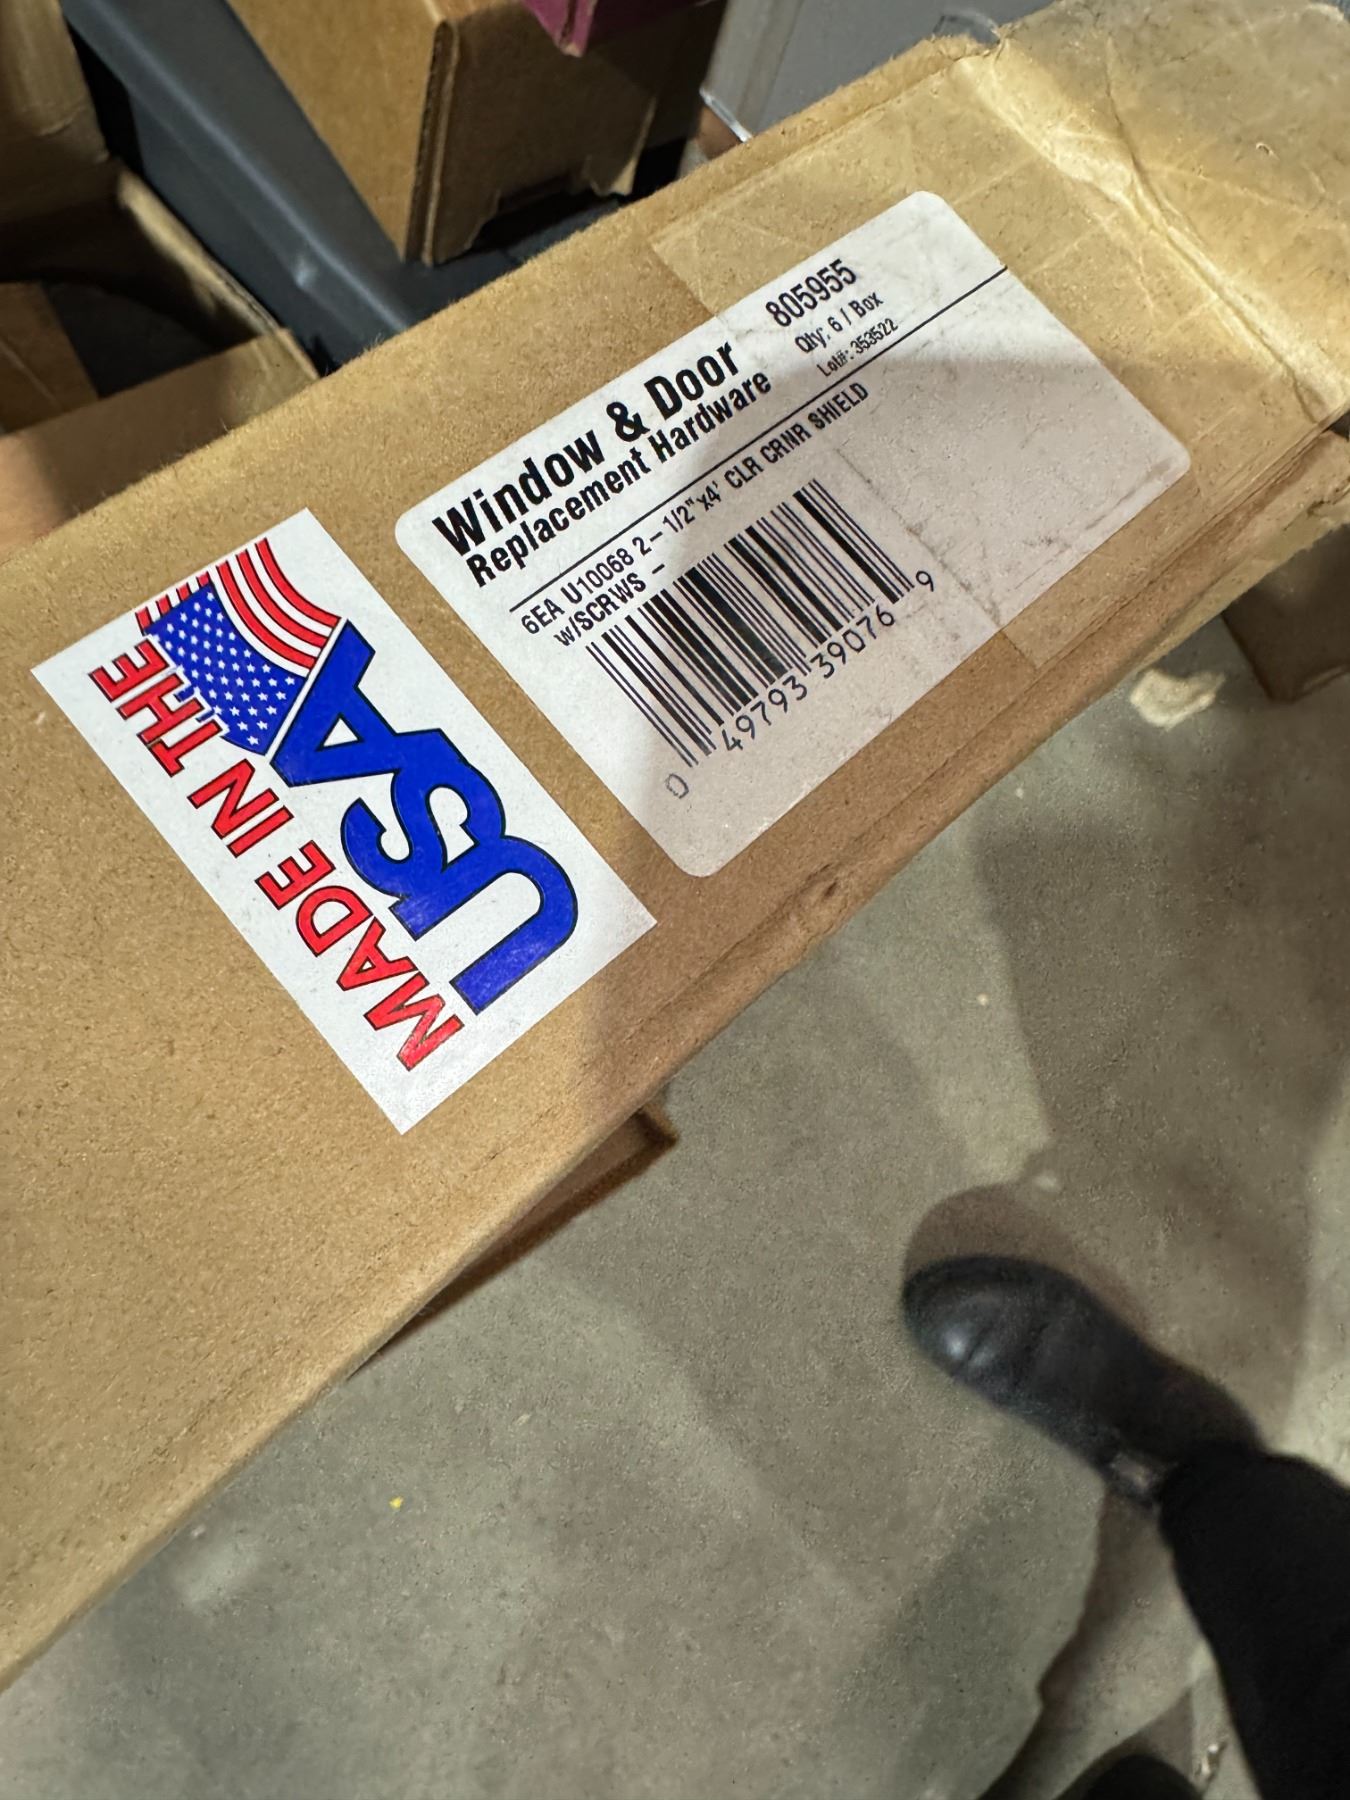 Window & Door
Replacement Hardware
805955
Qty: 6 / Box
Lot#: 353522
6EA U10068 2- 1/2"x4' CLR CRNR SHIELD
w/SCRWS -
0 49793 39076 9
MADE IN THE
USA